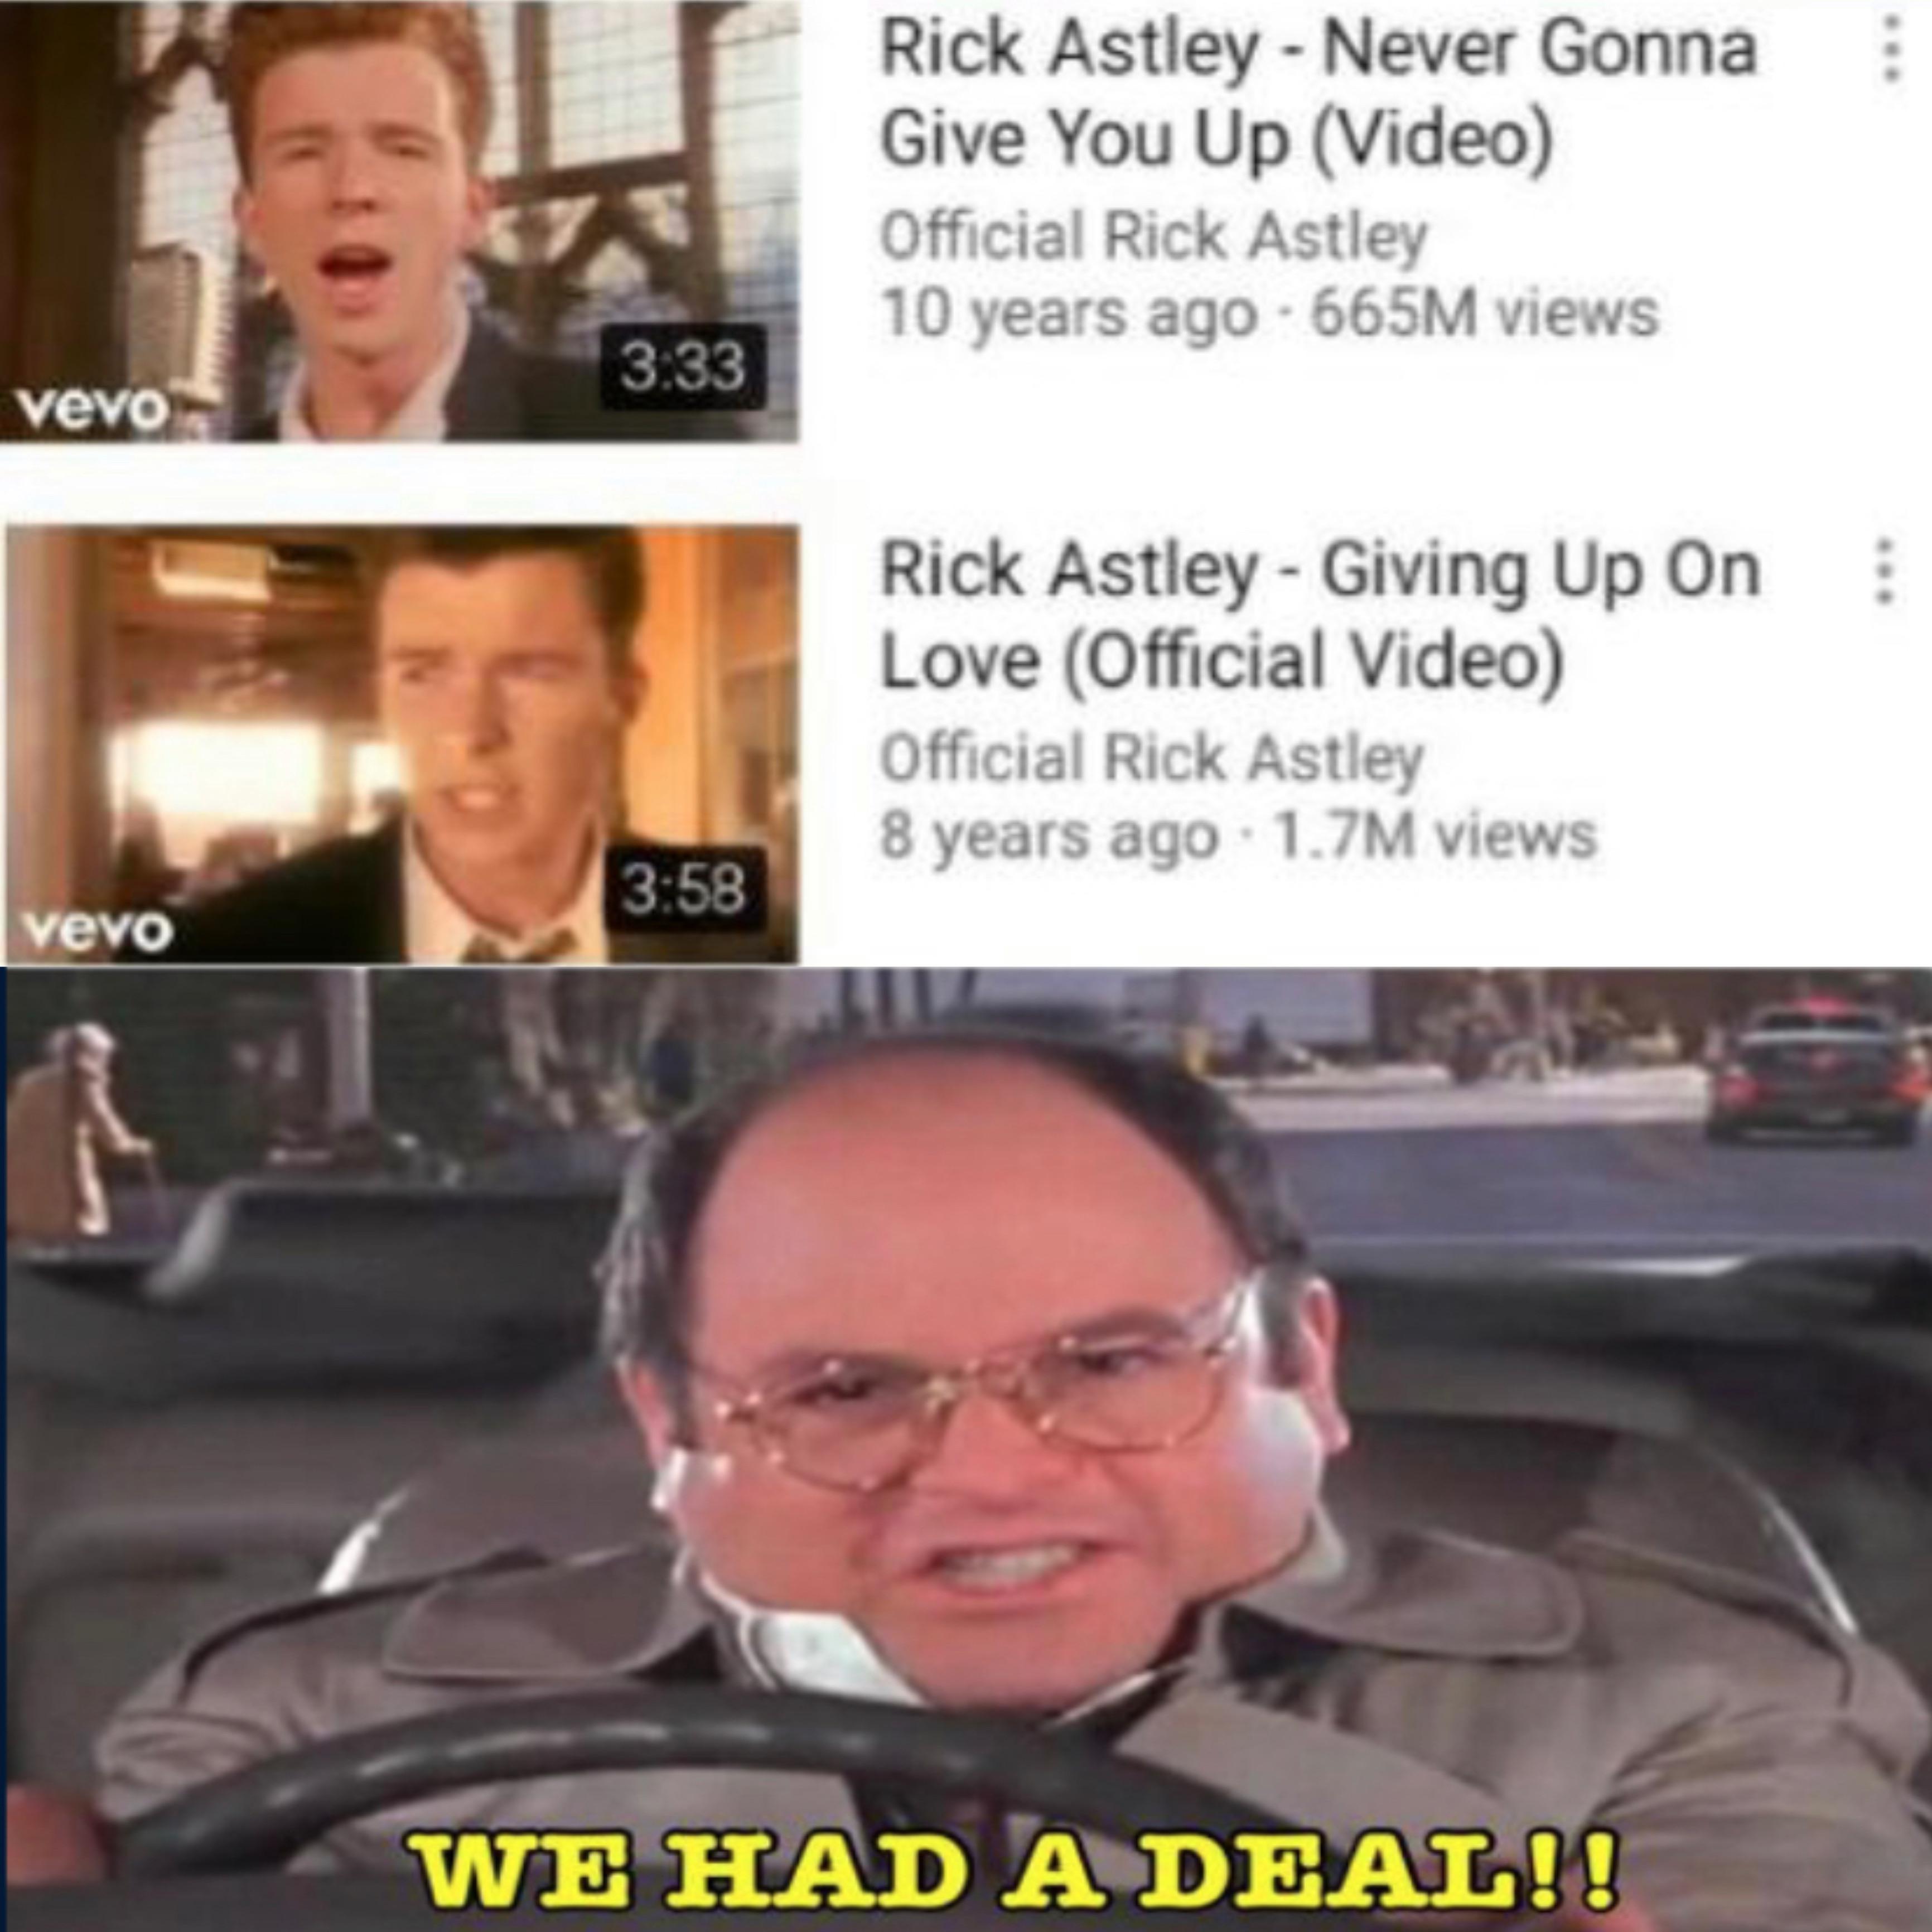 Rick Astley - Never Gonna
Give You Up (Video)
Official Rick Astley
10 years ago · 665M views
3:33
vevo
Rick Astley - Giving Up On
Love (Official Video)
Official Rick Astley
8 years ago · 1.7M views
3:58
vevo
WE HAD A DEAL!!